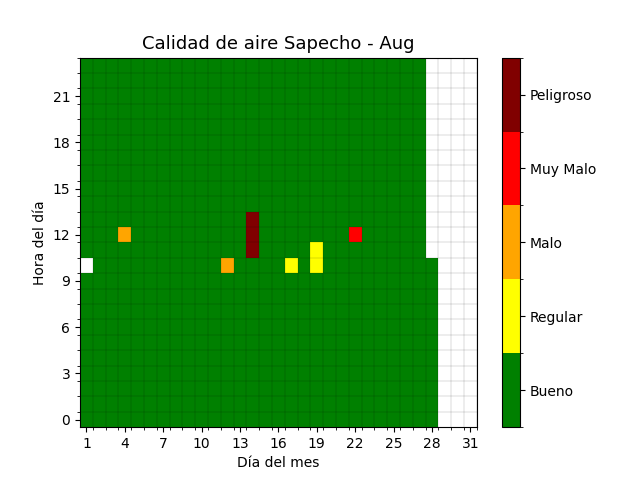 Calidad de aire Sapecho - Aug
Hora del día
21
18
15
12
9
6
3
0
1 4 7 10 13 16 19 22 25 28 31
Día del mes
Peligroso
Muy Malo
Malo
Regular
Bueno